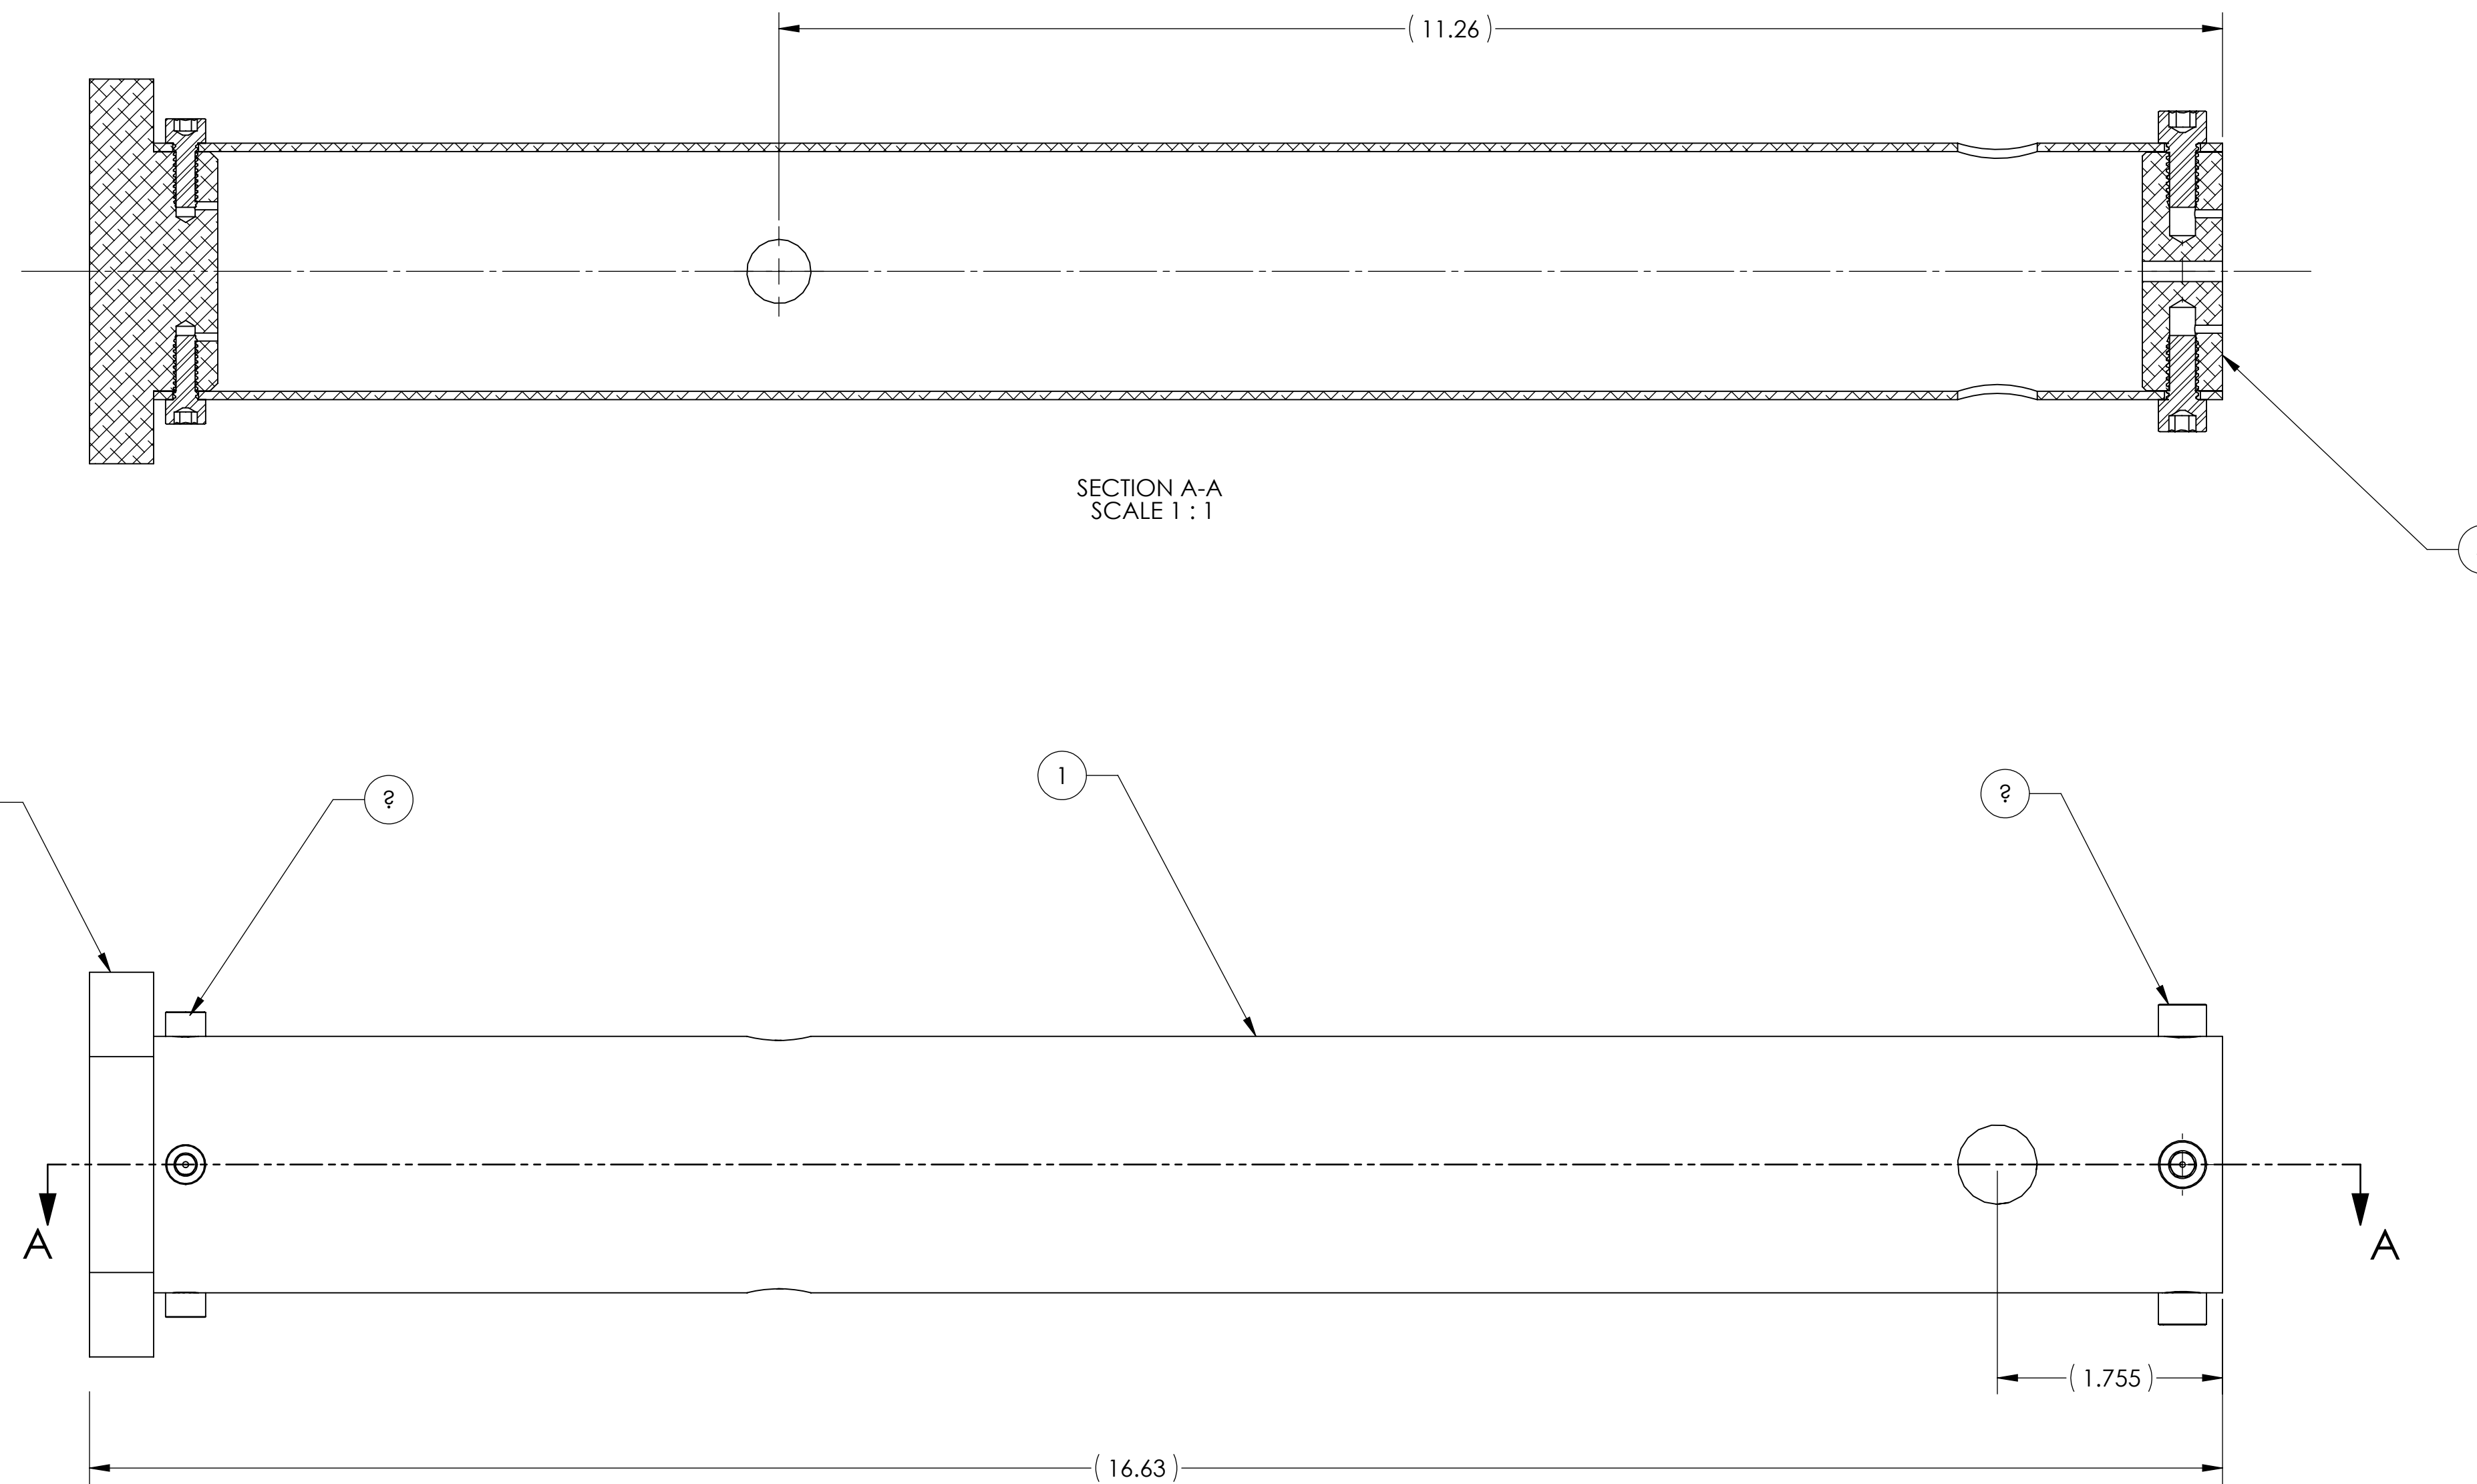 ( 11.26 )
SECTION A-A
SCALE 1 : 1
?
1
?
A
A
( 1.755 )
( 16.63 )